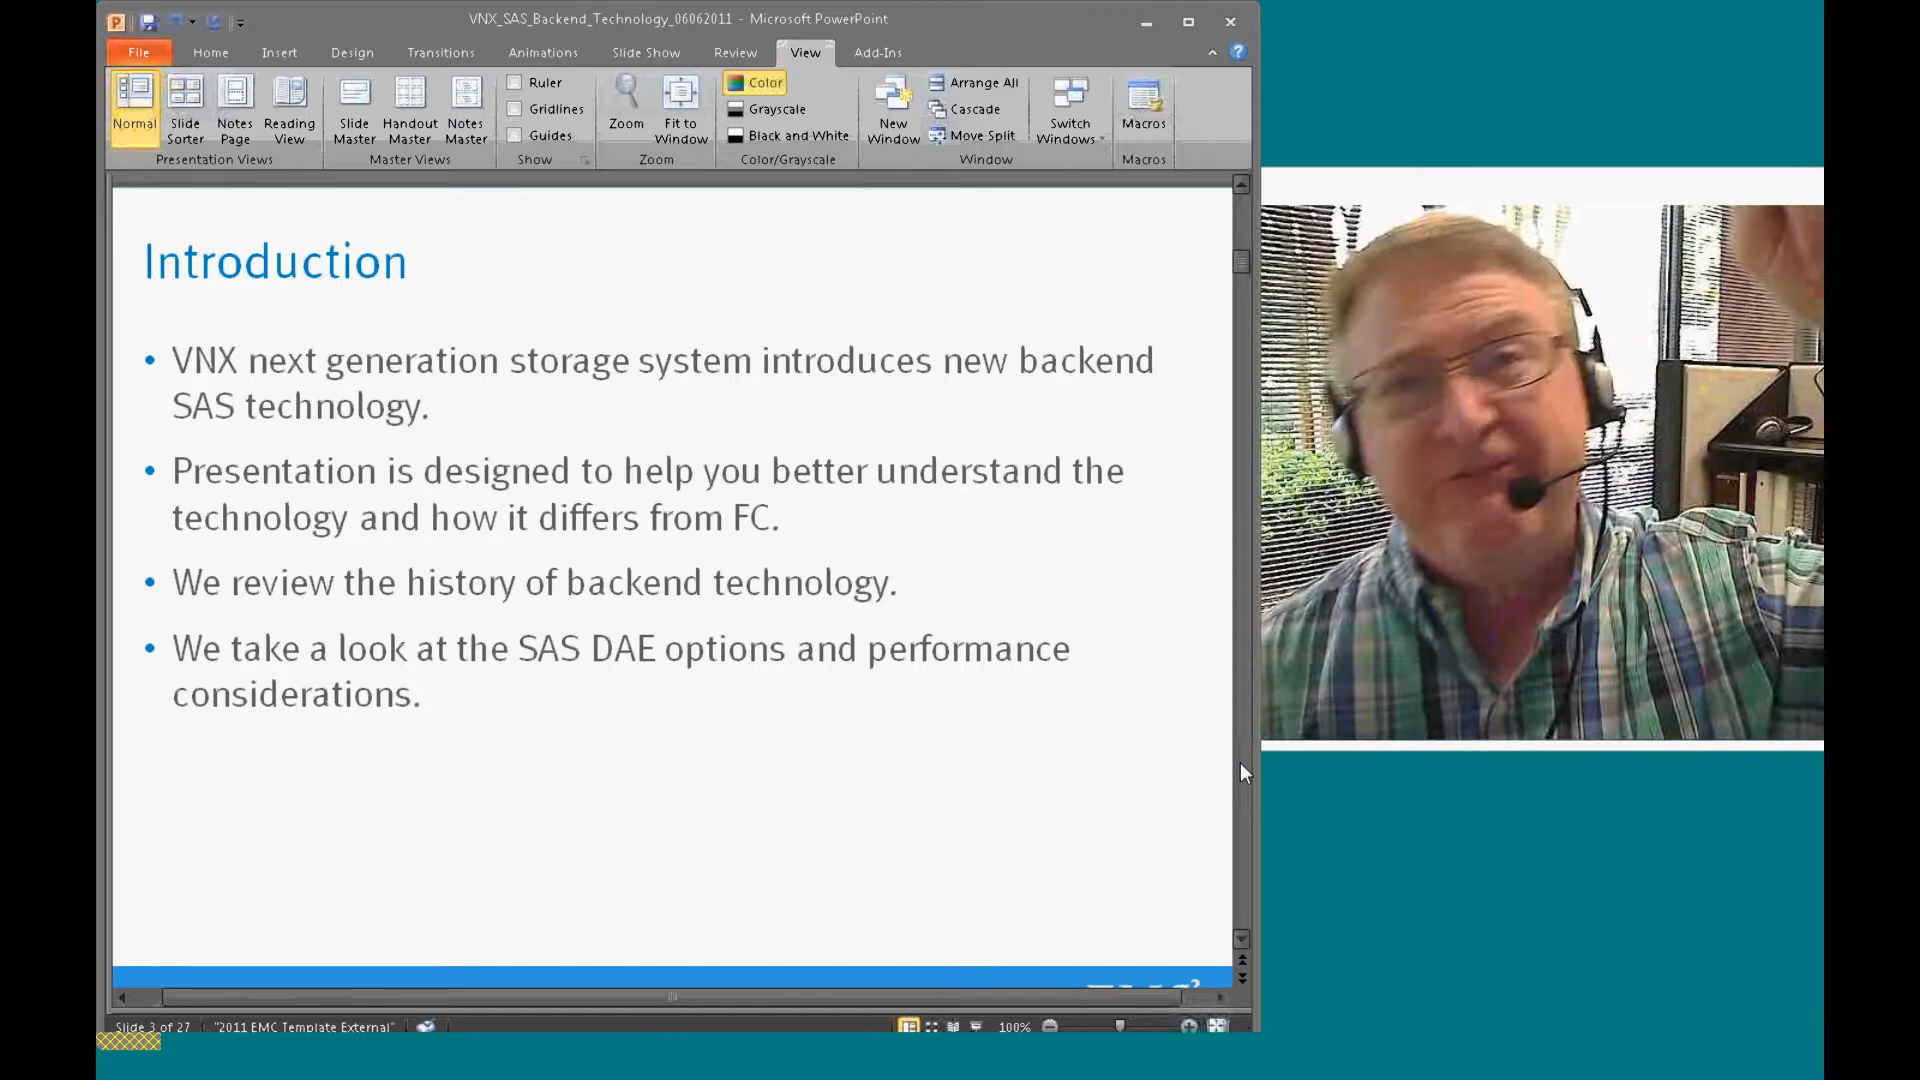 VNX_SAS_Backend_Technology_06062011 - Microsoft PowerPoint
File Home Insert Design Transitions Animations Slide Show Review View Add-Ins
Normal
Slide Sorter
Notes Page
Reading View
Presentation Views
Slide Master
Handout Master
Notes Master
Master Views
Ruler
Gridlines
Guides
Show
Zoom
Fit to Window
Zoom
Color
Grayscale
Black and White
Color/Grayscale
New Window
Arrange All
Cascade
Move Split
Switch Windows
Window
Macros
Macros
Introduction
• VNX next generation storage system introduces new backend
SAS technology.
• Presentation is designed to help you better understand the
technology and how it differs from FC.
• We review the history of backend technology.
• We take a look at the SAS DAE options and performance
considerations.
Slide 3 of 27 "2011 EMC Template External" 100%